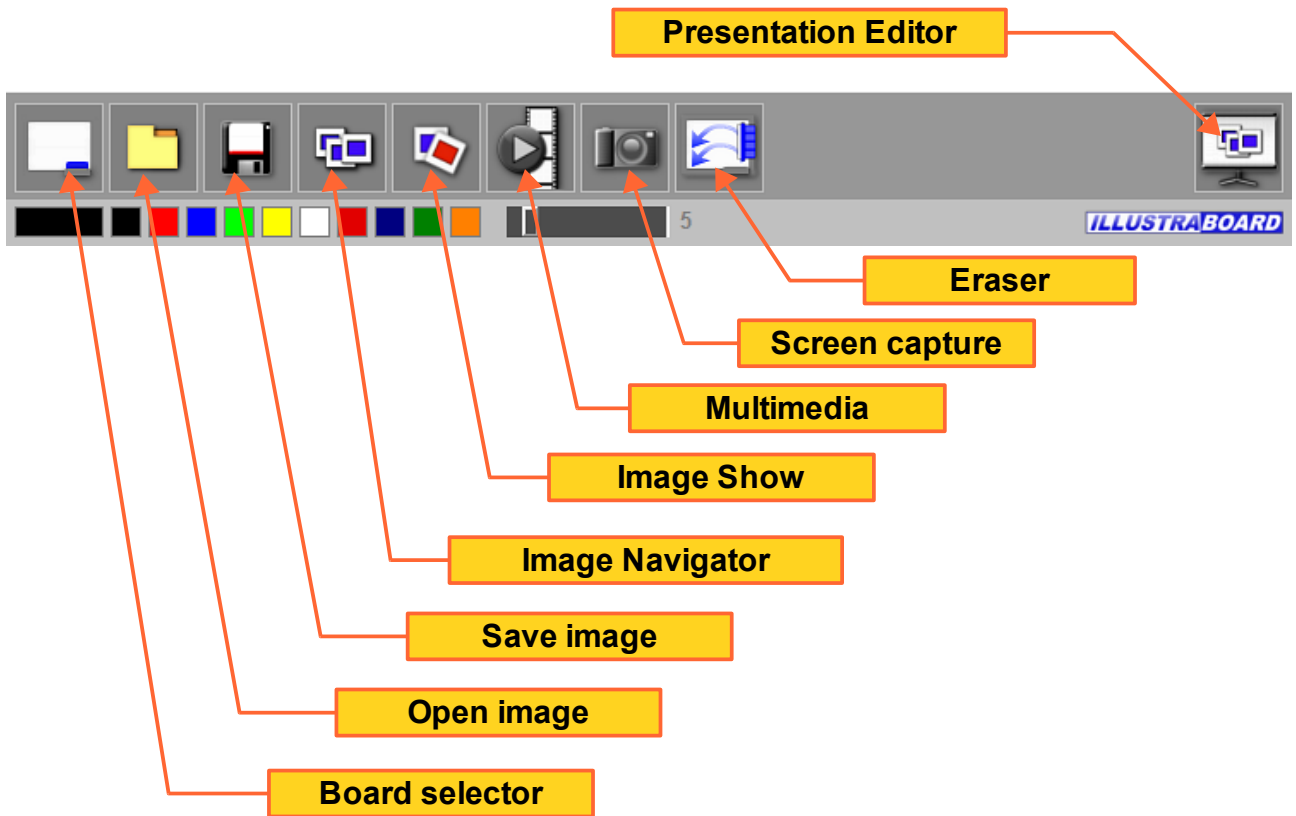 Presentation Editor
5
ILLUSTRABOARD
Eraser
Screen capture
Multimedia
Image Show
Image Navigator
Save image
Open image
Board selector